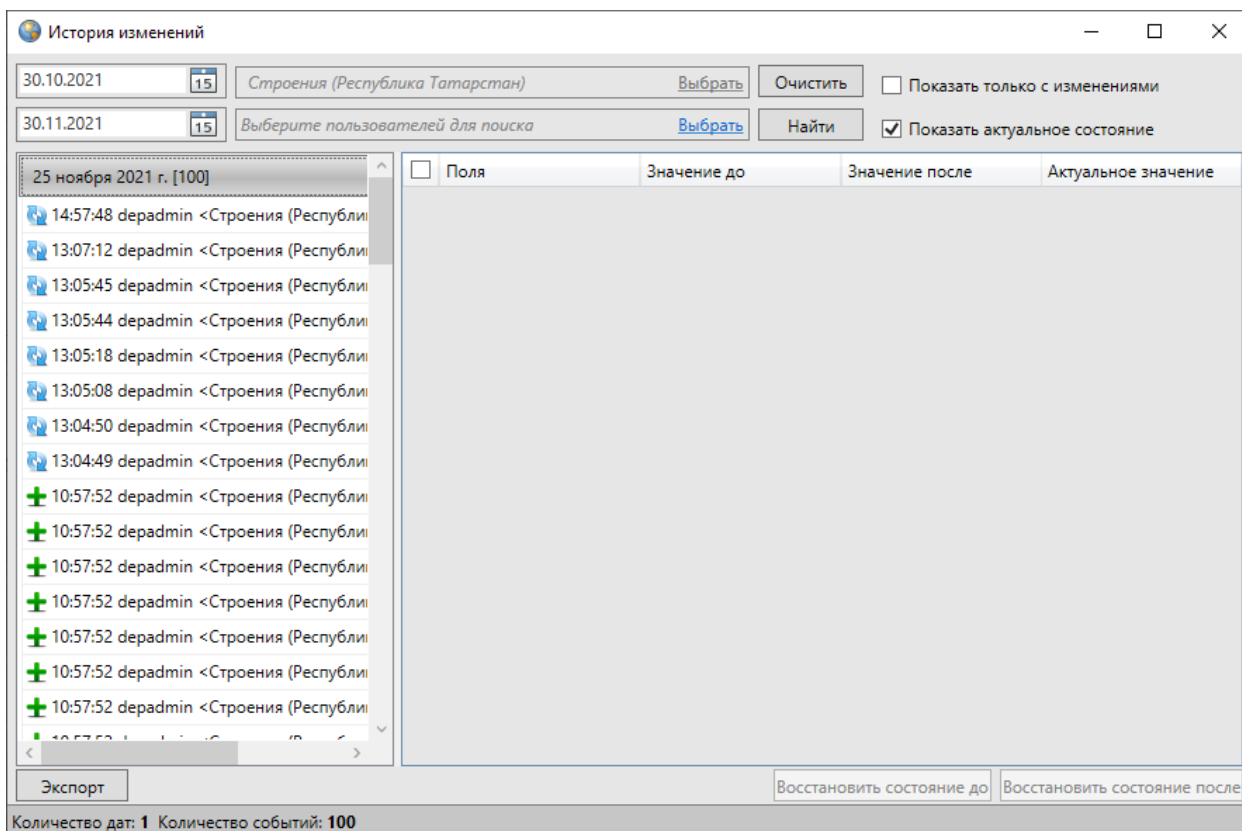 История изменений
30.10.2021 15 Строения (Республика Татарстан) Выбрать Очистить Показать только с изменениями
30.11.2021 15 Выберите пользователей для поиска Выбрать Найти Показать актуальное состояние
25 ноября 2021 г. [100] Поля Значение до Значение после Актуальное значение
14:57:48 depadmin <Строения (Республи
13:07:12 depadmin <Строения (Республи
13:05:45 depadmin <Строения (Республи
13:05:44 depadmin <Строения (Республи
13:05:18 depadmin <Строения (Республи
13:05:08 depadmin <Строения (Республи
13:04:50 depadmin <Строения (Республи
13:04:49 depadmin <Строения (Республи
10:57:52 depadmin <Строения (Республи
10:57:52 depadmin <Строения (Республи
10:57:52 depadmin <Строения (Республи
10:57:52 depadmin <Строения (Республи
10:57:52 depadmin <Строения (Республи
10:57:52 depadmin <Строения (Республи
10:57:52 depadmin <Строения (Республи
Экспорт Восстановить состояние до Восстановить состояние после
Количество дат: 1 Количество событий: 100